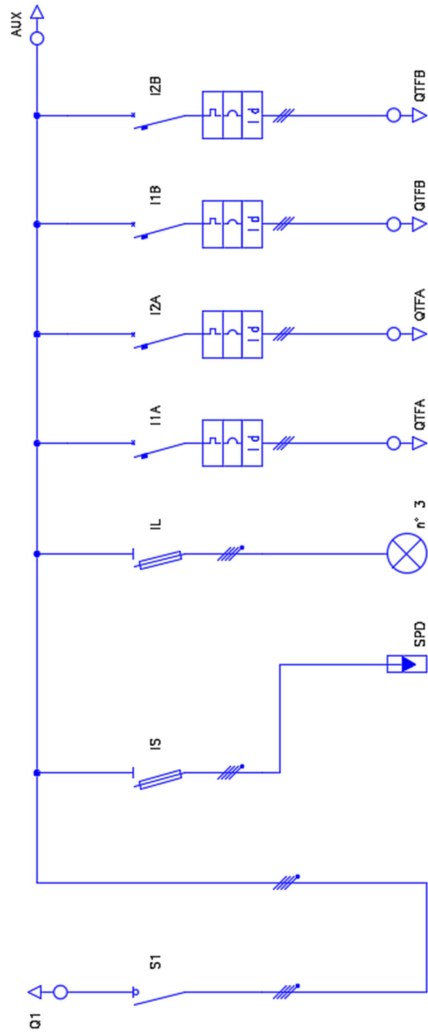 Q1
AUX
S1
IS
IL
I1A
I2A
I1B
I2B
I d
I d
I d
I d
SPD
n° 3
QTFA
QTFA
QTFB
QTFB